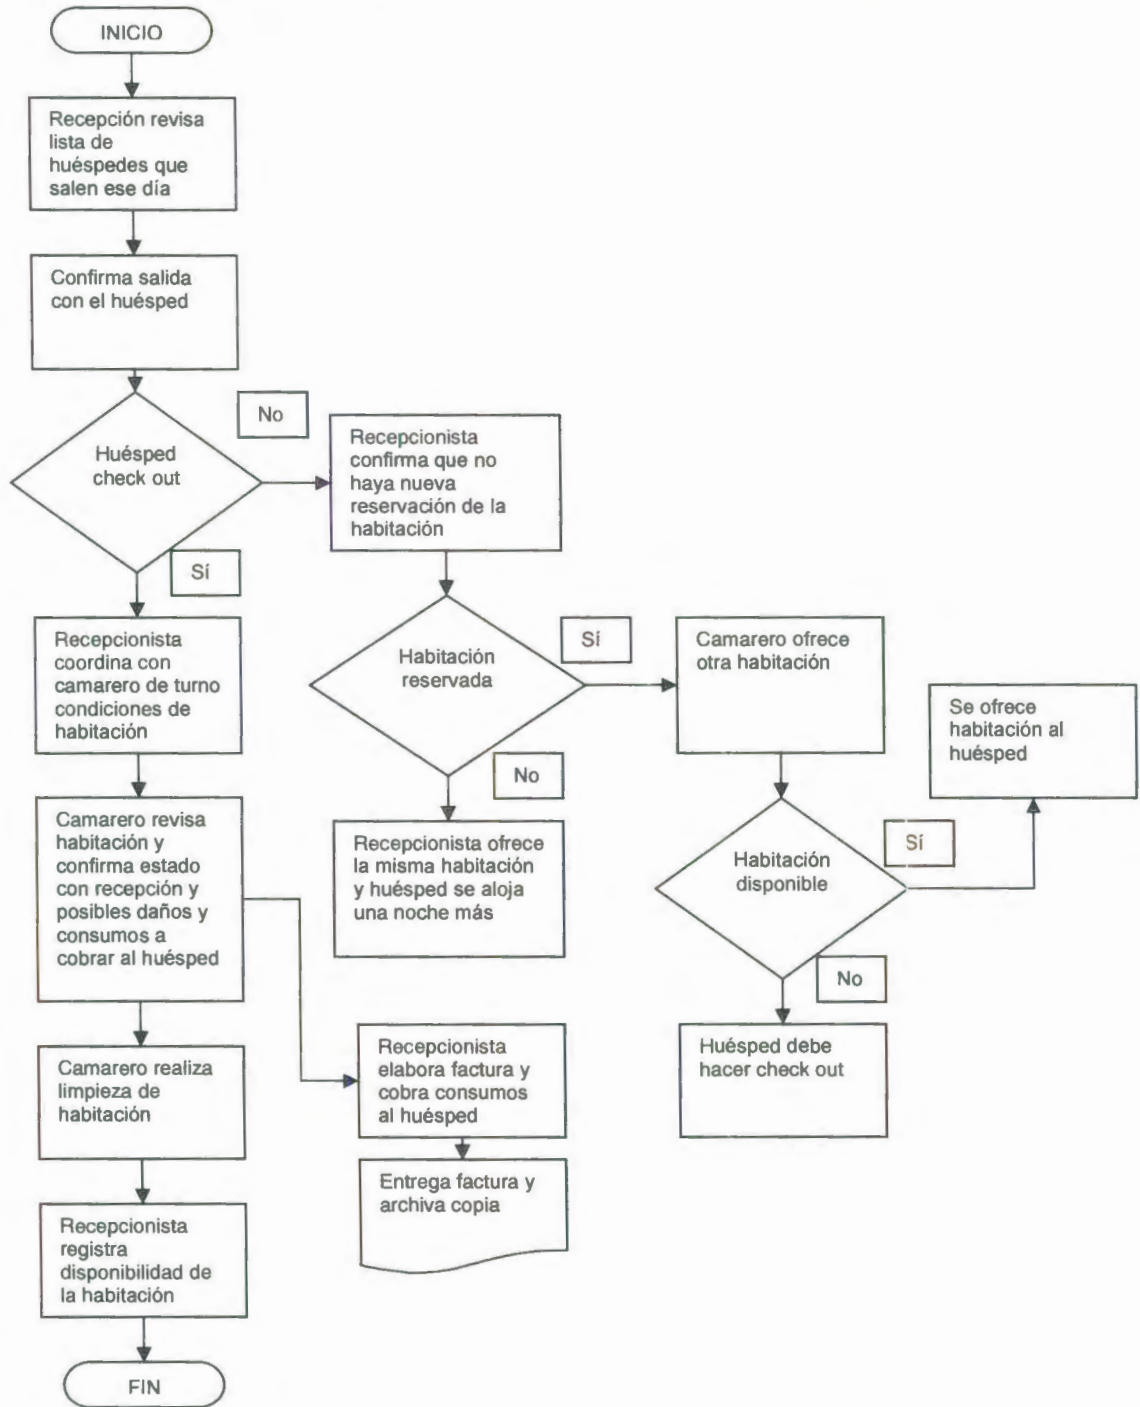 INICIO
Recepción revisa
lista de
huéspedes que
salen ese día
Confirma salida
con el huésped
Huésped
check out
No
Recepcionista
confirma que no
haya nueva
reservación de la
habitación
Sí
Recepcionista
coordina con
camarero de turno
condiciones de
habitación
Habitación
reservada
Sí
Camarero ofrece
otra habitación
Se ofrece
habitación al
huésped
No
Recepcionista ofrece
la misma habitación
y huésped se aloja
una noche más
Habitación
disponible
Sí
No
Huésped debe
hacer check out
Camarero revisa
habitación y
confirma estado
con recepción y
posibles daños y
consumos a
cobrar al huésped
Recepcionista
elabora factura y
cobra consumos
al huésped
Entrega factura y
archiva copia
Camarero realiza
limpieza de
habitación
Recepcionista
registra
disponibilidad de
la habitación
FIN